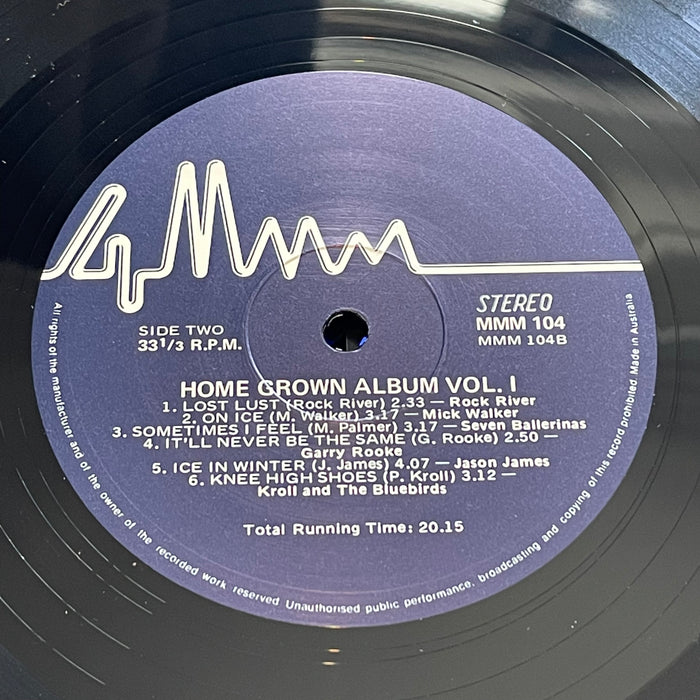 4MMM
STEREO
SIDE TWO
MMM 104
33 1/3 R.P.M.
MMM 104B
HOME GROWN ALBUM VOL. I
1. LOST LUST (Rock River) 2.33 — Rock River
2. ON ICE (M. Walker) 3.17 — Mick Walker
3. SOMETIMES I FEEL (M. Palmer) 3.17 — Seven Ballerinas
4. IT'LL NEVER BE THE SAME (G. Rooke) 2.50 —
Garry Rooke
5. ICE IN WINTER (J. James) 4.07 — Jason James
6. KNEE HIGH SHOES (P. Kroll) 3.12 —
Kroll and The Bluebirds
Total Running Time: 20.15
All rights of the manufacturer and of the owner of the recorded work reserved Unauthorised public performance, broadcasting and copying of this record prohibited. Made in Australia